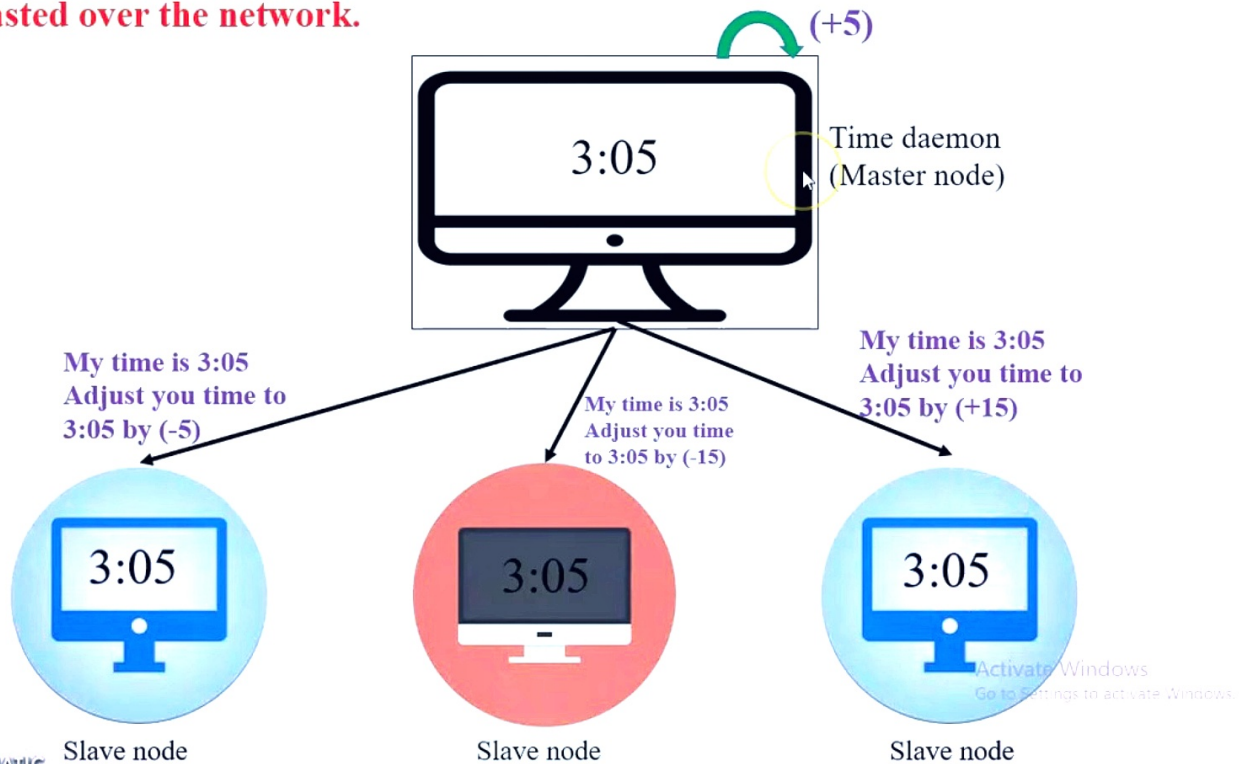 over the network.
(+5)
3:05
Time daemon
(Master node)
My time is 3:05
Adjust you time to
3:05 by (-5)
My time is 3:05
Adjust you time
to 3:05 by (-15)
My time is 3:05
Adjust you time to
3:05 by (+15)
3:05
3:05
3:05
Activate Windows
Go to Settings to activate Windows.
Slave node
Slave node
Slave node